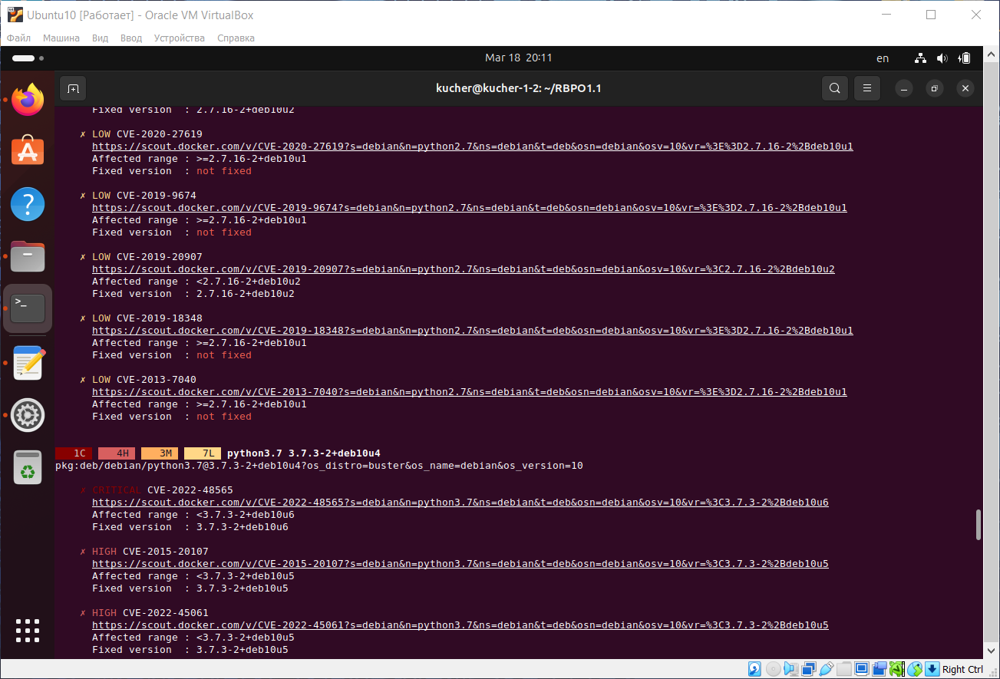 Ubuntu10 [Работает] - Oracle VM VirtualBox
Файл Машина Вид Ввод Устройства Справка
Mar 18 20:11
en
kucher@kucher-1-2: ~/RBPO1.1
Fixed version : 2.7.16-2+deb10u2
✗ LOW CVE-2020-27619
https://scout.docker.com/v/CVE-2020-27619?s=debian&n=python2.7&ns=debian&t=deb&osn=debian&osv=10&vr=%3E%3D2.7.16-2%2Bdeb10u1
Affected range : >=2.7.16-2+deb10u1
Fixed version : not fixed
✗ LOW CVE-2019-9674
https://scout.docker.com/v/CVE-2019-9674?s=debian&n=python2.7&ns=debian&t=deb&osn=debian&osv=10&vr=%3E%3D2.7.16-2%2Bdeb10u1
Affected range : >=2.7.16-2+deb10u1
Fixed version : not fixed
✗ LOW CVE-2019-20907
https://scout.docker.com/v/CVE-2019-20907?s=debian&n=python2.7&ns=debian&t=deb&osn=debian&osv=10&vr=%3C2.7.16-2%2Bdeb10u2
Affected range : <2.7.16-2+deb10u2
Fixed version : 2.7.16-2+deb10u2
✗ LOW CVE-2019-18348
https://scout.docker.com/v/CVE-2019-18348?s=debian&n=python2.7&ns=debian&t=deb&osn=debian&osv=10&vr=%3E%3D2.7.16-2%2Bdeb10u1
Affected range : >=2.7.16-2+deb10u1
Fixed version : not fixed
✗ LOW CVE-2013-7040
https://scout.docker.com/v/CVE-2013-7040?s=debian&n=python2.7&ns=debian&t=deb&osn=debian&osv=10&vr=%3E%3D2.7.16-2%2Bdeb10u1
Affected range : >=2.7.16-2+deb10u1
Fixed version : not fixed
1C 4H 3M 7L python3.7 3.7.3-2+deb10u4
pkg:deb/debian/python3.7@3.7.3-2+deb10u4?os_distro=buster&os_name=debian&os_version=10
✗ CRITICAL CVE-2022-48565
https://scout.docker.com/v/CVE-2022-48565?s=debian&n=python3.7&ns=debian&t=deb&osn=debian&osv=10&vr=%3C3.7.3-2%2Bdeb10u6
Affected range : <3.7.3-2+deb10u6
Fixed version : 3.7.3-2+deb10u6
✗ HIGH CVE-2015-20107
https://scout.docker.com/v/CVE-2015-20107?s=debian&n=python3.7&ns=debian&t=deb&osn=debian&osv=10&vr=%3C3.7.3-2%2Bdeb10u5
Affected range : <3.7.3-2+deb10u5
Fixed version : 3.7.3-2+deb10u5
✗ HIGH CVE-2022-45061
https://scout.docker.com/v/CVE-2022-45061?s=debian&n=python3.7&ns=debian&t=deb&osn=debian&osv=10&vr=%3C3.7.3-2%2Bdeb10u5
Affected range : <3.7.3-2+deb10u5
Fixed version : 3.7.3-2+deb10u5
Right Ctrl